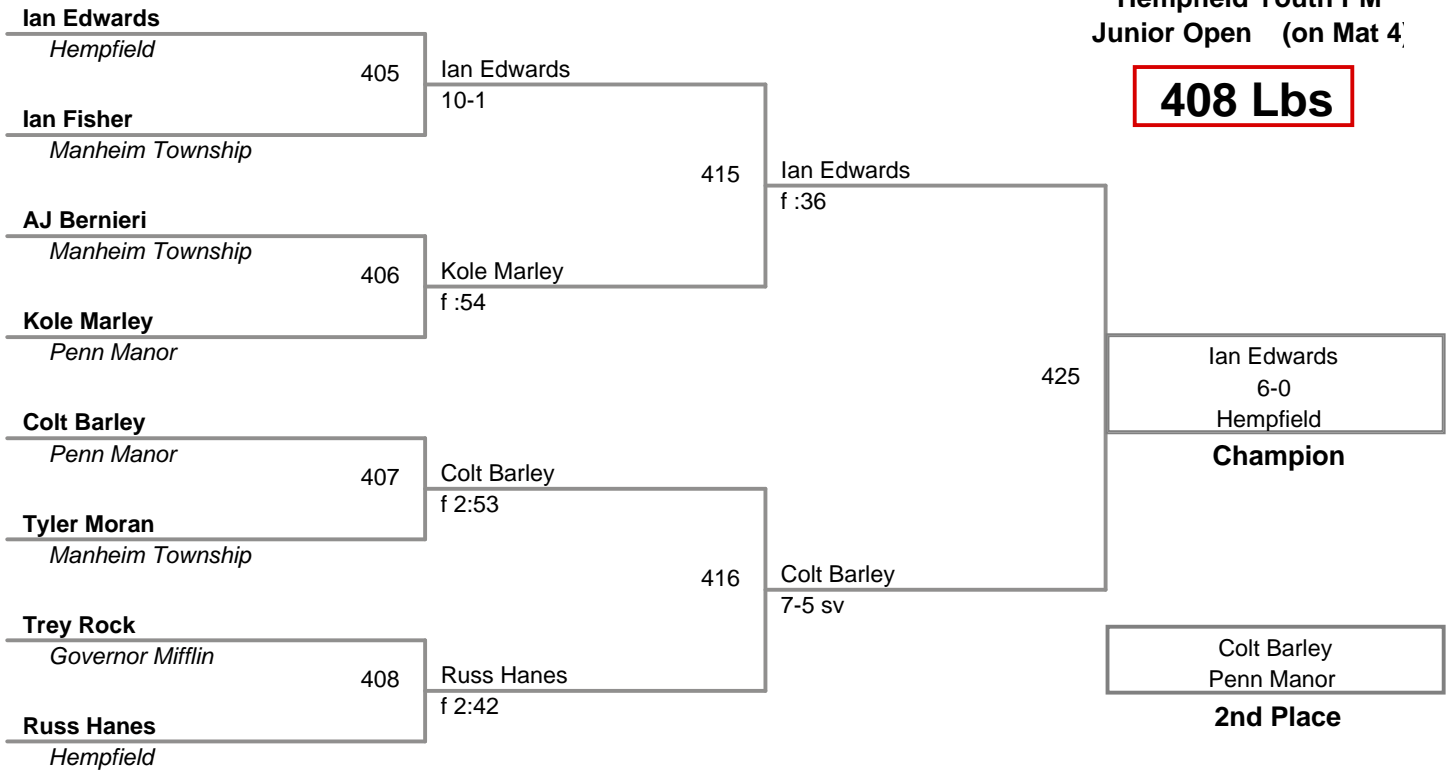 Hempfield Youth PM
Junior Open (on Mat 4)
408 Lbs
Ian Edwards
Hempfield
405
Ian Edwards
10-1
Ian Fisher
Manheim Township
415
Ian Edwards
f :36
AJ Bernieri
Manheim Township
406
Kole Marley
f :54
Kole Marley
Penn Manor
425
Ian Edwards
6-0
Hempfield
Champion
Colt Barley
Penn Manor
407
Colt Barley
f 2:53
Tyler Moran
Manheim Township
416
Colt Barley
7-5 sv
Trey Rock
Governor Mifflin
408
Russ Hanes
f 2:42
Colt Barley
Penn Manor
2nd Place
Russ Hanes
Hempfield